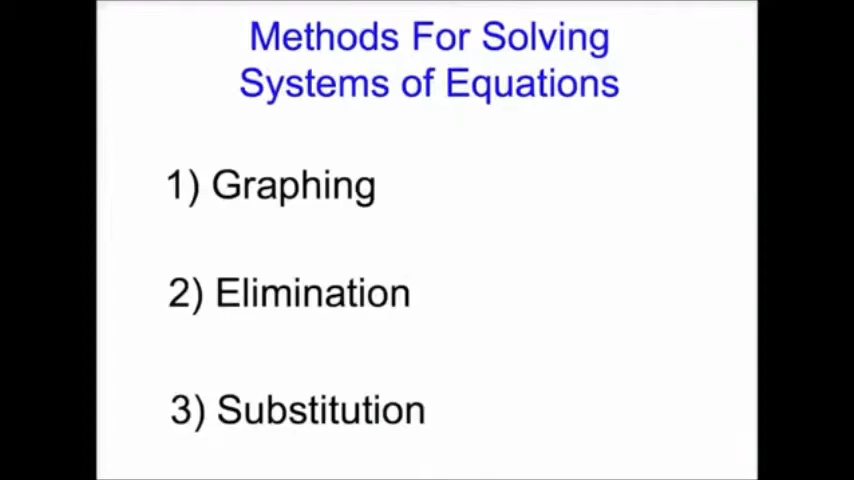 Methods For Solving
Systems of Equations
1) Graphing
2) Elimination
3) Substitution